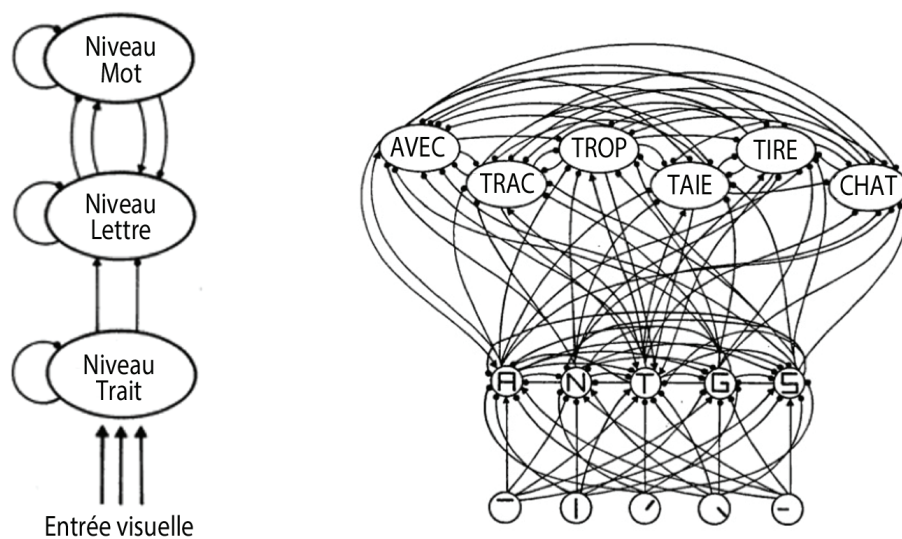 Niveau
Mot
Niveau
Lettre
Niveau
Trait
Entrée visuelle
AVEC
TROP
TIRE
TRAC
TAIE
CHAT
A N T G S